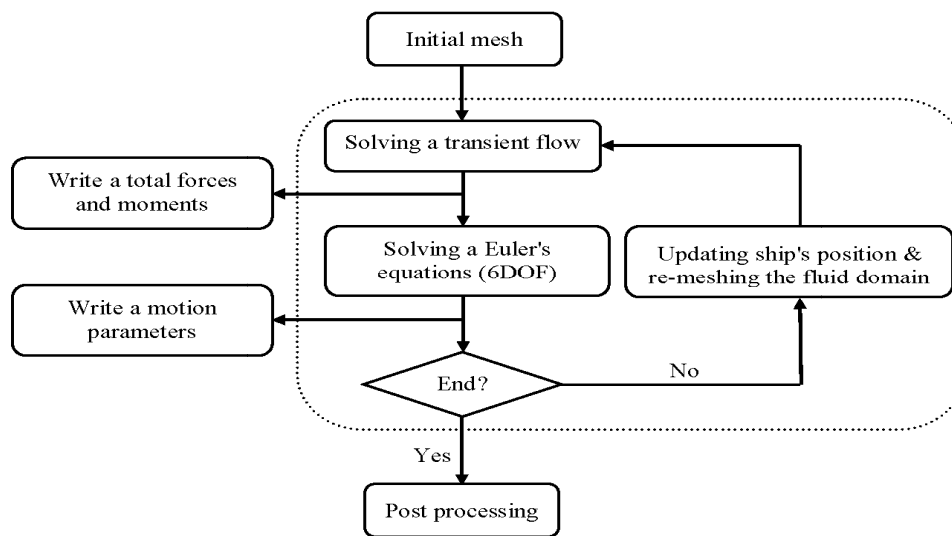 Initial mesh
Solving a transient flow
Write a total forces
and moments
Solving a Euler's
equations (6DOF)
Updating ship's position &
re-meshing the fluid domain
Write a motion
parameters
End?
No
Yes
Post processing